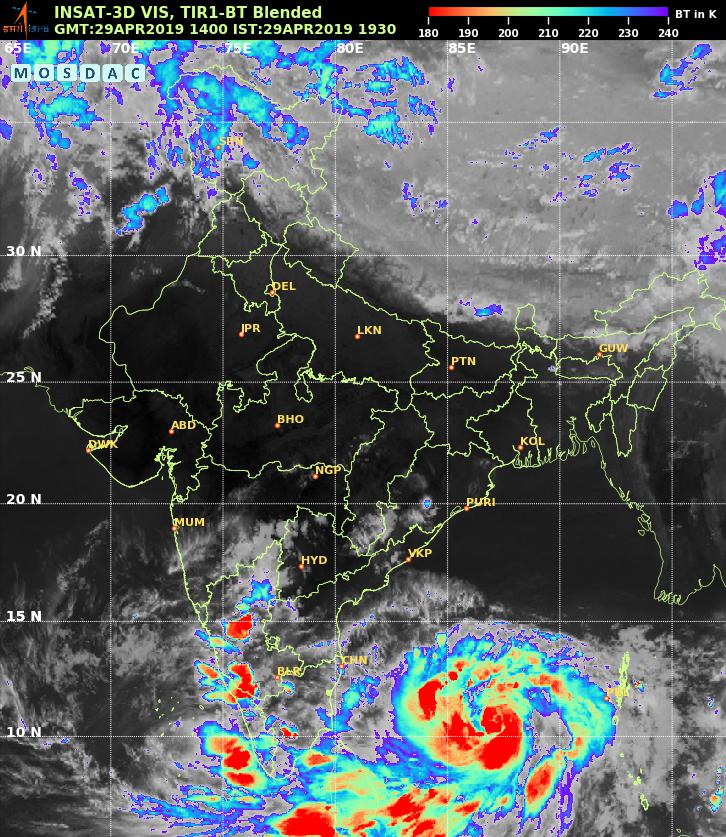 INSAT-3D VIS, TIR1-BT Blended
GMT:29APR2019 1400 IST:29APR2019 1930
BT in K
180 190 200 210 220 230 240
65E 70E 75E 80E 85E 90E
MOSDAC
SRN
30 N
DEL
JPR
LKN
GUW
PTN
25 N
ABD
BHO
DWK
KOL
NGP
20 N
PURI
MUM
VKP
HYD
15 N
CHN
BLR
PBL
10 N